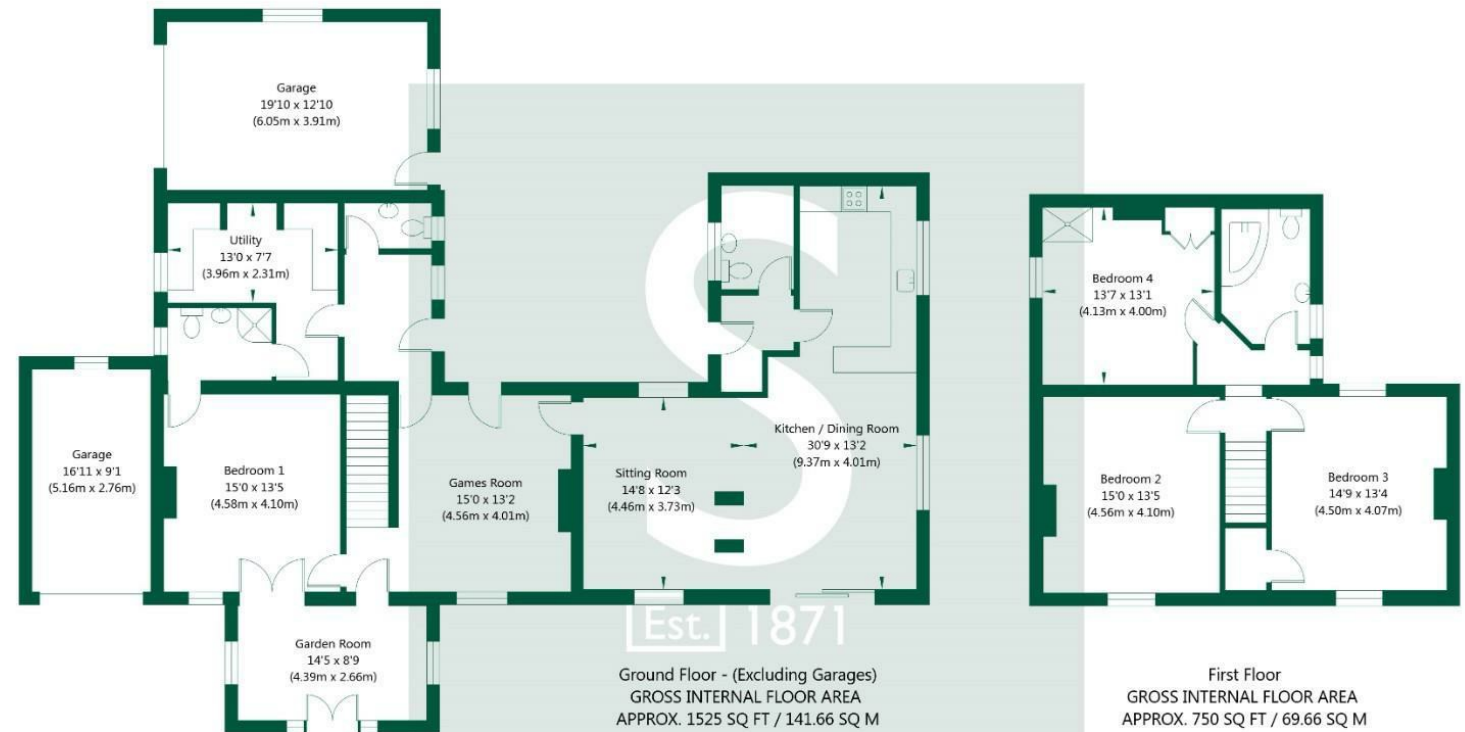 Garage
19'10 x 12'10
(6.05m x 3.91m)
Utility
13'0 x 7'7
(3.96m x 2.31m)
Garage
16'11 x 9'1
(5.16m x 2.76m)
Bedroom 1
15'0 x 13'5
(4.58m x 4.10m)
Games Room
15'0 x 13'2
(4.56m x 4.01m)
Sitting Room
14'8 x 12'3
(4.46m x 3.73m)
Kitchen / Dining Room
30'9 x 13'2
(9.37m x 4.01m)
Garden Room
14'5 x 8'9
(4.39m x 2.66m)
S
Est. 1871
Ground Floor - (Excluding Garages)
GROSS INTERNAL FLOOR AREA
APPROX. 1525 SQ FT / 141.66 SQ M
Bedroom 4
13'7 x 13'1
(4.13m x 4.00m)
Bedroom 2
15'0 x 13'5
(4.56m x 4.10m)
Bedroom 3
14'9 x 13'4
(4.50m x 4.07m)
First Floor
GROSS INTERNAL FLOOR AREA
APPROX. 750 SQ FT / 69.66 SQ M